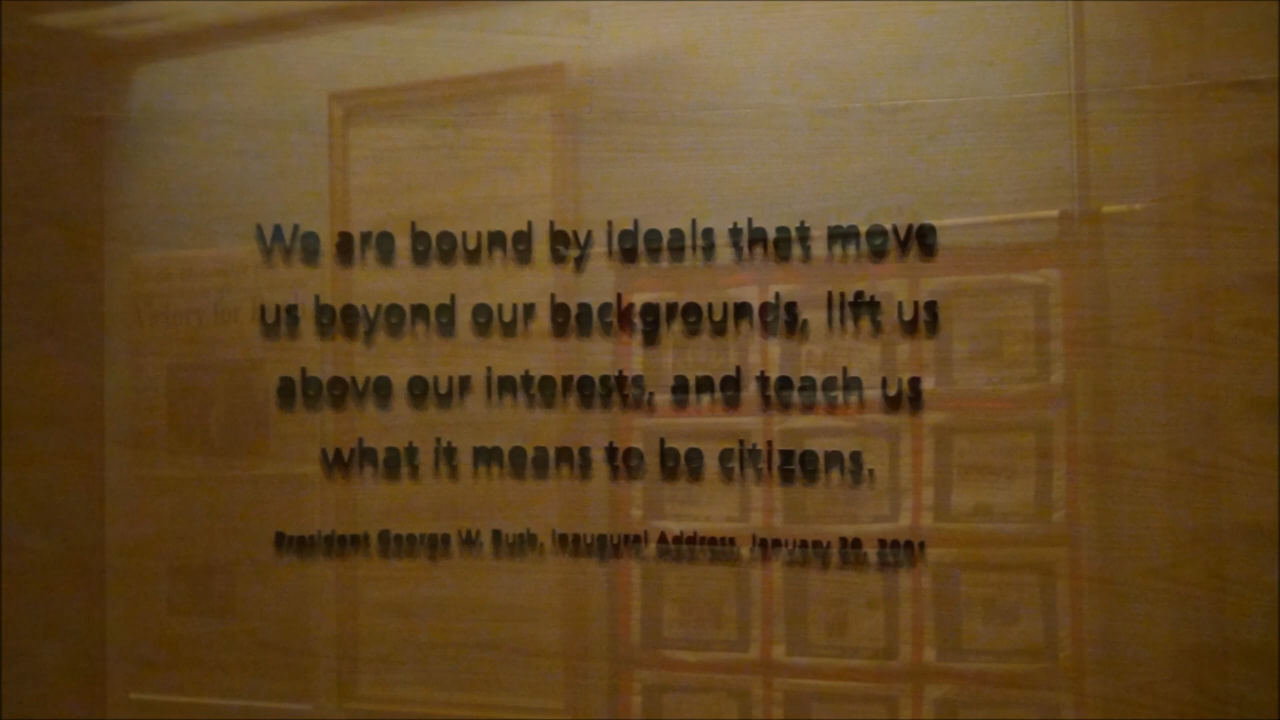 We are bound by ideals that move
us beyond our backgrounds, lift us
above our interests, and teach us
what it means to be citizens.
President George W. Bush, Inaugural Address, January 20, 2001